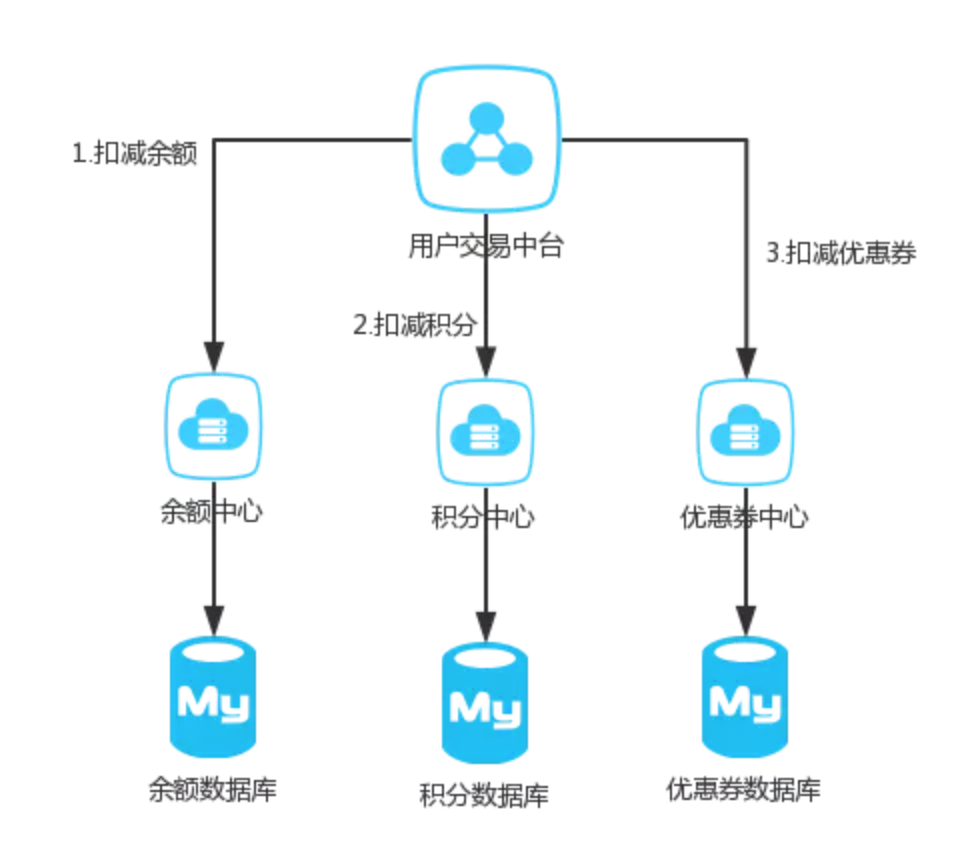 1.扣减余额
用户交易中台
3.扣减优惠券
2.扣减积分
余额中心
积分中心
优惠券中心
My
My
My
余额数据库
积分数据库
优惠券数据库